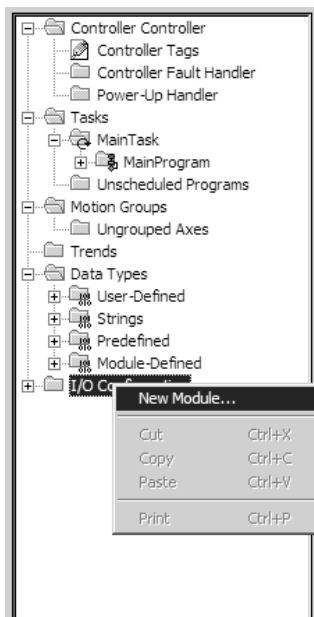 Controller Controller
Controller Tags
Controller Fault Handler
Power-Up Handler
Tasks
MainTask
MainProgram
Unscheduled Programs
Motion Groups
Ungrouped Axes
Trends
Data Types
User-Defined
Strings
Predefined
Module-Defined
I/O
New Module...
Cut Ctrl+X
Copy Ctrl+C
Paste Ctrl+V
Print Ctrl+P